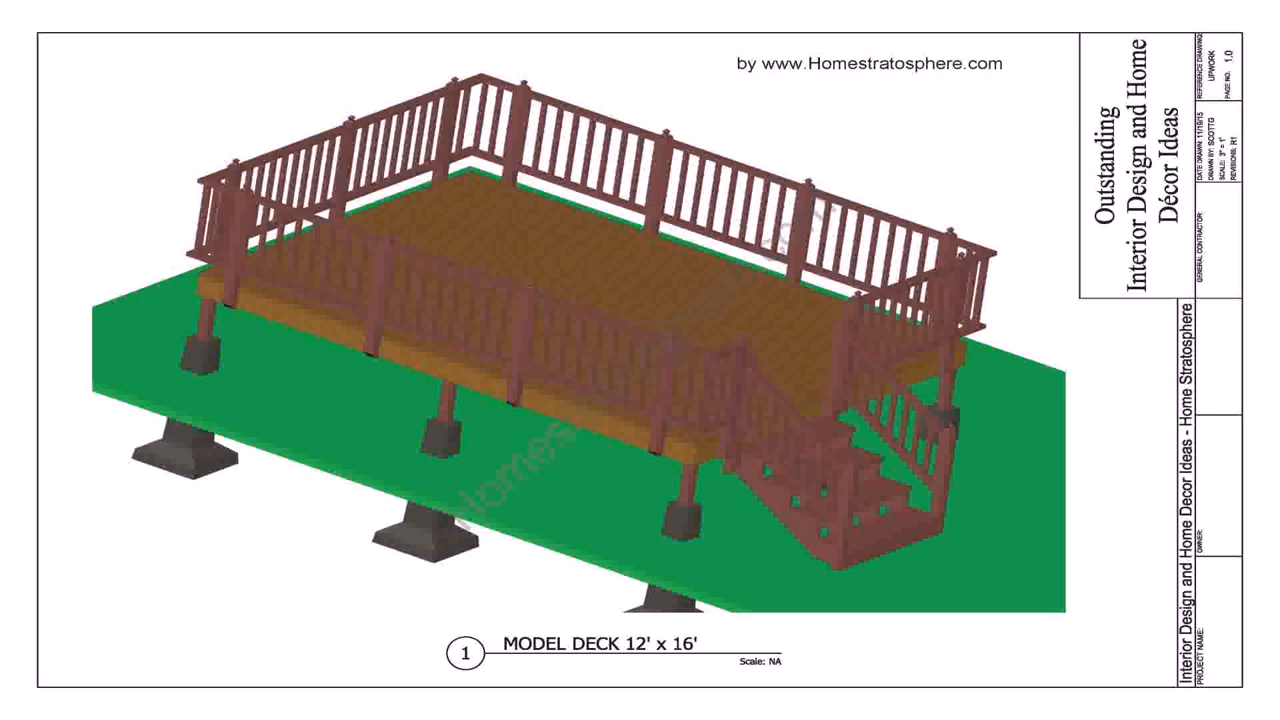 by www.Homestratosphere.com
Outstanding
Interior Design and Home
Décor Ideas
REFERENCE DRAWING:
UPWORK
PAGE NO. 1.0
DATE DRAWN: 11/19/15
DRAWN BY: SCOTTG
SCALE: 3" = 1'
REVISIONS: R1
GENERAL CONTRACTOR:
Interior Design and Home Decor Ideas - Home Stratosphere
OWNER:
PROJECT NAME:
1
MODEL DECK 12' x 16'
Scale: NA